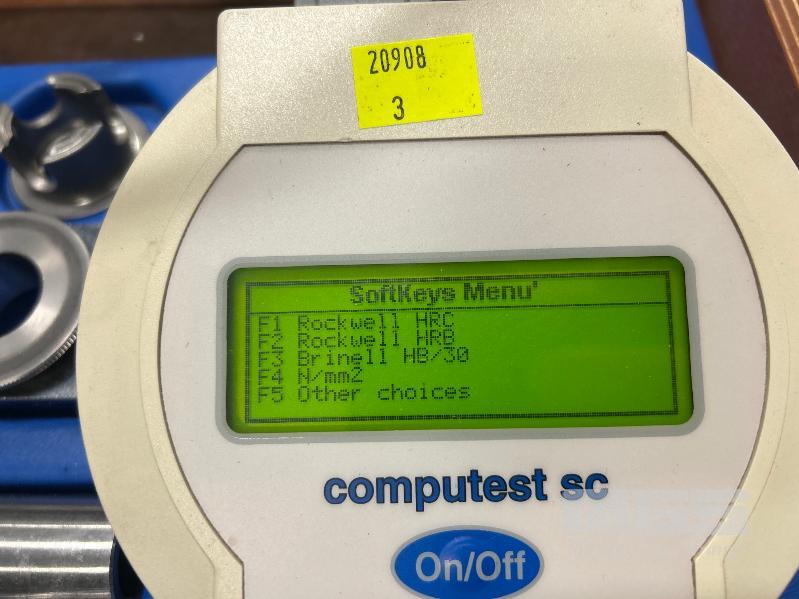 20908
3
SoftKeys Menu'
F1 Rockwell HRC
F2 Rockwell HRB
F3 Brinell HB/30
F4 N/mm2
F5 Other choices
computest sc
On/Off